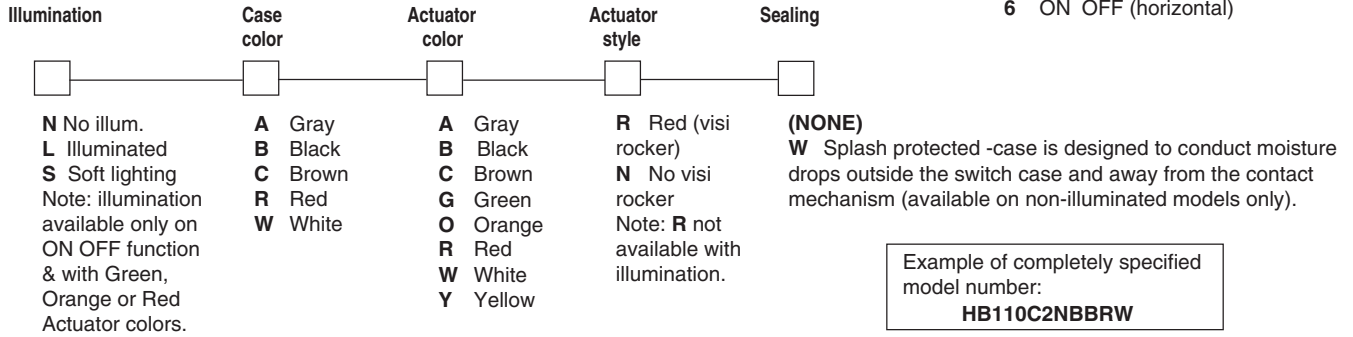 6 ON OFF (horizontal)
Illumination
Case
color
Actuator
color
Actuator
style
Sealing
N No illum.
L Illuminated
S Soft lighting
Note: illumination
available only on
ON OFF function
& with Green,
Orange or Red
Actuator colors.
A Gray
B Black
C Brown
R Red
W White
A Gray
B Black
C Brown
G Green
O Orange
R Red
W White
Y Yellow
R Red (visi
rocker)
N No visi
rocker
Note: R not
available with
illumination.
(NONE)
W Splash protected -case is designed to conduct moisture
drops outside the switch case and away from the contact
mechanism (available on non-illuminated models only).
Example of completely specified
model number:
HB110C2NBBRW